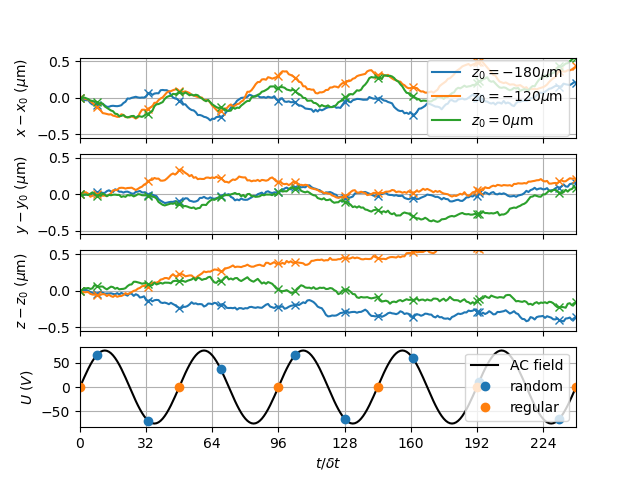 x − x₀ (μm)
0.5
0.0
−0.5
z₀ = −180μm
z₀ = −120μm
z₀ = 0μm
y − y₀ (μm)
0.5
0.0
−0.5
z − z₀ (μm)
0.5
0.0
−0.5
U (V)
50
0
−50
AC field
random
regular
0 32 64 96 128 160 192 224
t/δt